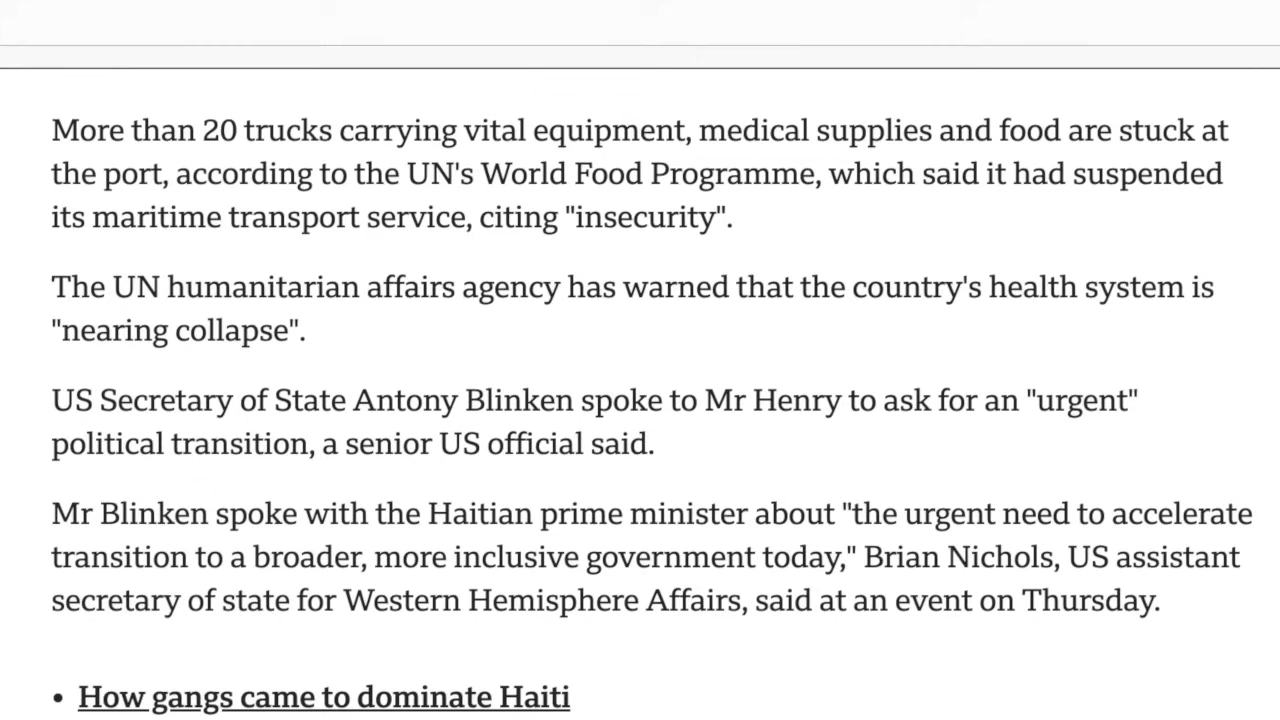 More than 20 trucks carrying vital equipment, medical supplies and food are stuck at
the port, according to the UN's World Food Programme, which said it had suspended
its maritime transport service, citing "insecurity".
The UN humanitarian affairs agency has warned that the country's health system is
"nearing collapse".
US Secretary of State Antony Blinken spoke to Mr Henry to ask for an "urgent"
political transition, a senior US official said.
Mr Blinken spoke with the Haitian prime minister about "the urgent need to accelerate
transition to a broader, more inclusive government today," Brian Nichols, US assistant
secretary of state for Western Hemisphere Affairs, said at an event on Thursday.
• How gangs came to dominate Haiti